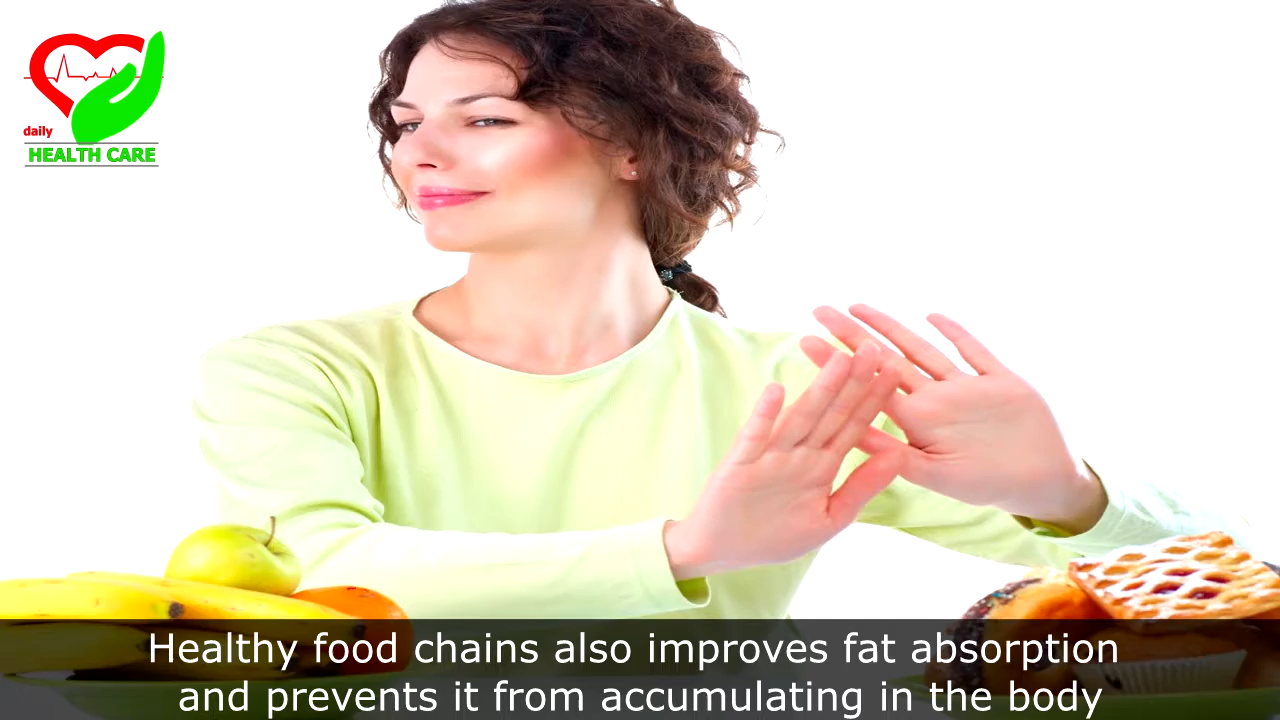 daily
HEALTH CARE
Healthy food chains also improves fat absorption
and prevents it from accumulating in the body